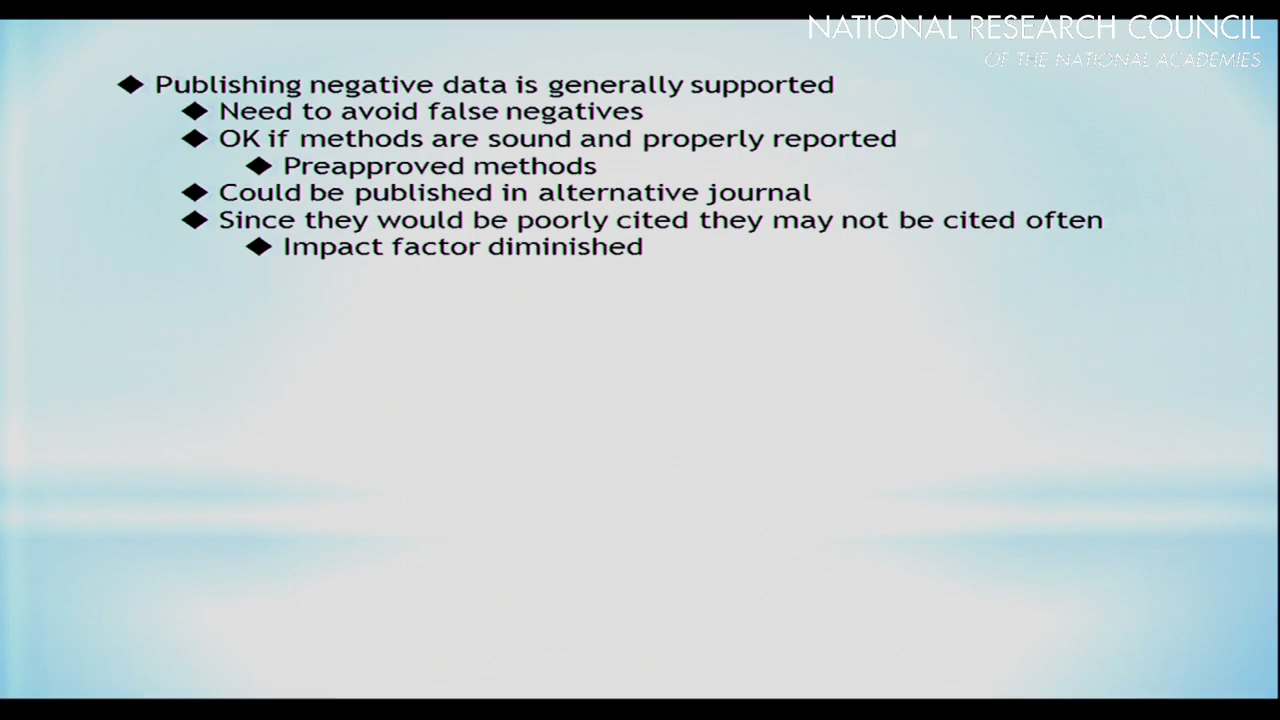 NATIONAL RESEARCH COUNCIL
OF THE NATIONAL ACADEMIES
◆ Publishing negative data is generally supported
◆ Need to avoid false negatives
◆ OK if methods are sound and properly reported
◆ Preapproved methods
◆ Could be published in alternative journal
◆ Since they would be poorly cited they may not be cited often
◆ Impact factor diminished